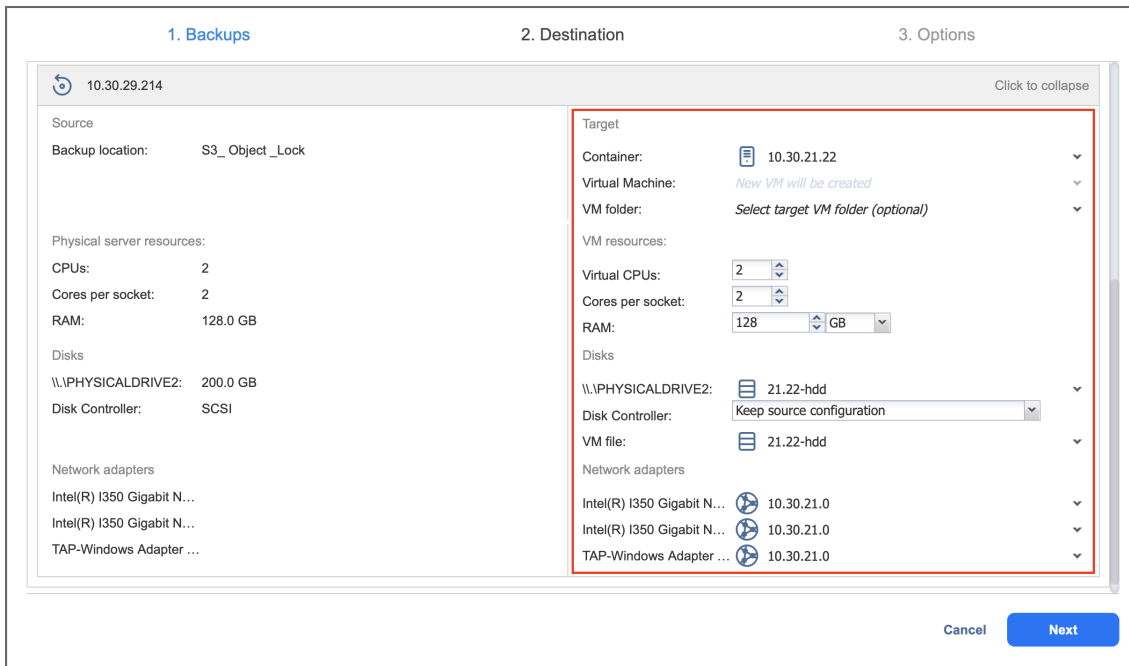 1. Backups
2. Destination
3. Options
10.30.29.214
Click to collapse
Source
Backup location: S3_ Object _Lock
Physical server resources:
CPUs: 2
Cores per socket: 2
RAM: 128.0 GB
Disks
\\.\PHYSICALDRIVE2: 200.0 GB
Disk Controller: SCSI
Network adapters
Intel(R) I350 Gigabit N...
Intel(R) I350 Gigabit N...
TAP-Windows Adapter ...
Target
Container: 10.30.21.22
Virtual Machine: New VM will be created
VM folder: Select target VM folder (optional)
VM resources:
Virtual CPUs: 2
Cores per socket: 2
RAM: 128 GB
Disks
\\.\PHYSICALDRIVE2: 21.22-hdd
Disk Controller: Keep source configuration
VM file: 21.22-hdd
Network adapters
Intel(R) I350 Gigabit N... 10.30.21.0
Intel(R) I350 Gigabit N... 10.30.21.0
TAP-Windows Adapter ... 10.30.21.0
Cancel
Next